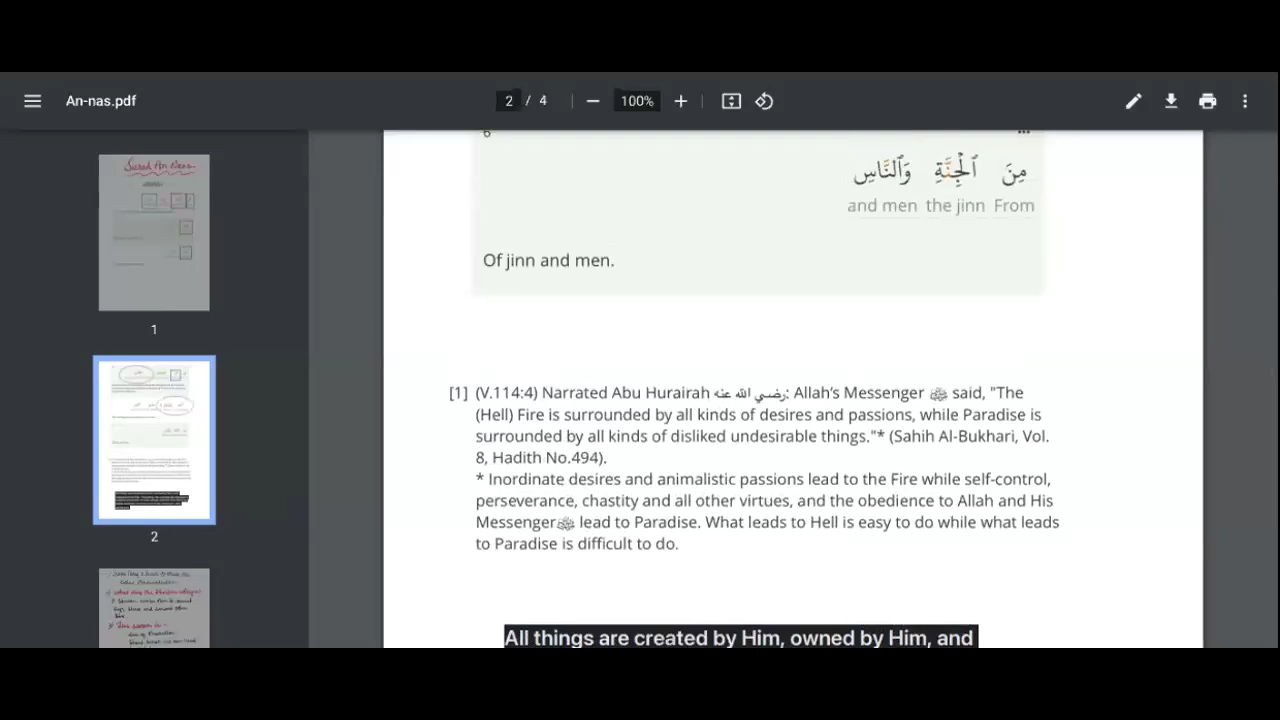 An-nas.pdf
2 / 4
100%
Surah An Naas
1
2
6
مِنَ ٱلْجِنَّةِ وَٱلنَّاسِ
and men the jinn From
Of jinn and men.
[1] (V.114:4) Narrated Abu Hurairah رضي الله عنه: Allah's Messenger ﷺ said, "The
(Hell) Fire is surrounded by all kinds of desires and passions, while Paradise is
surrounded by all kinds of disliked undesirable things."* (Sahih Al-Bukhari, Vol.
8, Hadith No.494).
* Inordinate desires and animalistic passions lead to the Fire while self-control,
perseverance, chastity and all other virtues, and the obedience to Allah and His
Messengerﷺ lead to Paradise. What leads to Hell is easy to do while what leads
to Paradise is difficult to do.
All things are created by Him, owned by Him, and